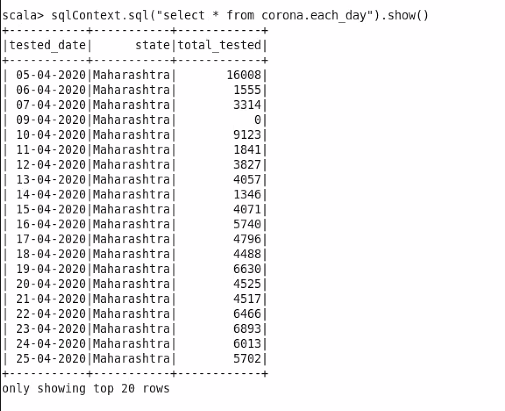 scala> sqlContext.sql("select * from corona.each_day").show()
+-----------+-----------+------------+
|tested_date|      state|total_tested|
+-----------+-----------+------------+
| 05-04-2020|Maharashtra|       16008|
| 06-04-2020|Maharashtra|        1555|
| 07-04-2020|Maharashtra|        3314|
| 09-04-2020|Maharashtra|           0|
| 10-04-2020|Maharashtra|        9123|
| 11-04-2020|Maharashtra|        1841|
| 12-04-2020|Maharashtra|        3827|
| 13-04-2020|Maharashtra|        4057|
| 14-04-2020|Maharashtra|        1346|
| 15-04-2020|Maharashtra|        4071|
| 16-04-2020|Maharashtra|        5740|
| 17-04-2020|Maharashtra|        4796|
| 18-04-2020|Maharashtra|        4488|
| 19-04-2020|Maharashtra|        6630|
| 20-04-2020|Maharashtra|        4525|
| 21-04-2020|Maharashtra|        4517|
| 22-04-2020|Maharashtra|        6466|
| 23-04-2020|Maharashtra|        6893|
| 24-04-2020|Maharashtra|        6013|
| 25-04-2020|Maharashtra|        5702|
+-----------+-----------+------------+
only showing top 20 rows